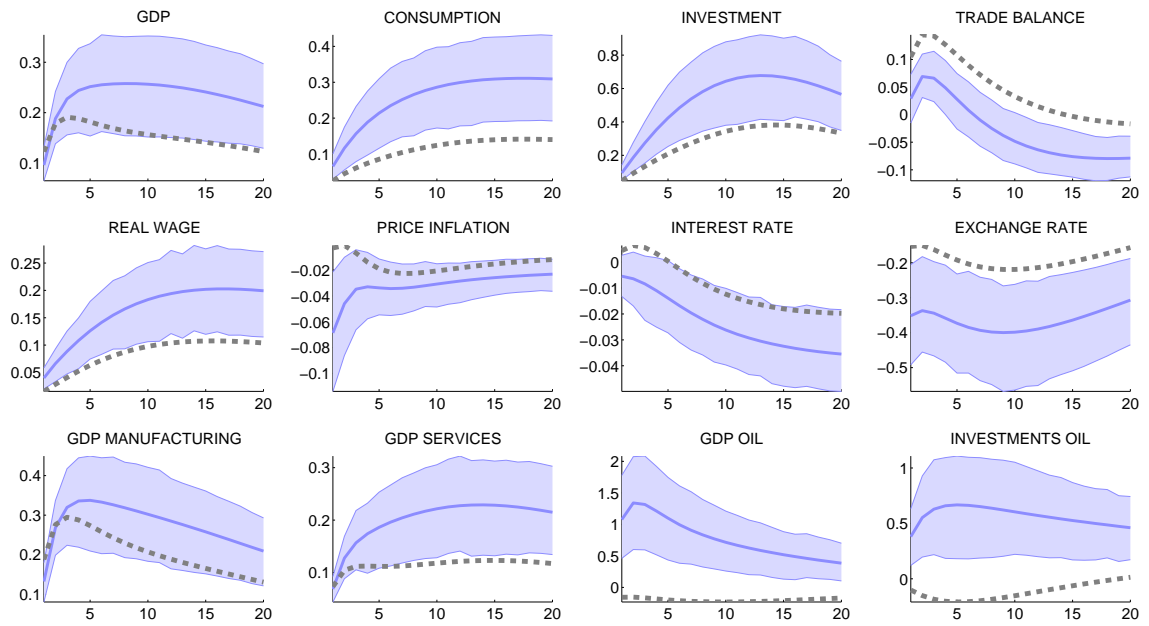 GDP CONSUMPTION INVESTMENT TRADE BALANCE
0.3 0.2 0.1
5 10 15 20
0.4 0.3 0.2 0.1
5 10 15 20
0.8 0.6 0.4 0.2
5 10 15 20
0.1 0.05 0 −0.05 −0.1
5 10 15 20
REAL WAGE PRICE INFLATION INTEREST RATE EXCHANGE RATE
0.25 0.2 0.15 0.1 0.05
5 10 15 20
−0.02 −0.04 −0.06 −0.08 −0.1
5 10 15 20
0 −0.01 −0.02 −0.03 −0.04
5 10 15 20
−0.2 −0.3 −0.4 −0.5
5 10 15 20
GDP MANUFACTURING GDP SERVICES GDP OIL INVESTMENTS OIL
0.4 0.3 0.2 0.1
5 10 15 20
0.3 0.2 0.1
5 10 15 20
2 1.5 1 0.5 0
5 10 15 20
1 0.5 0
5 10 15 20